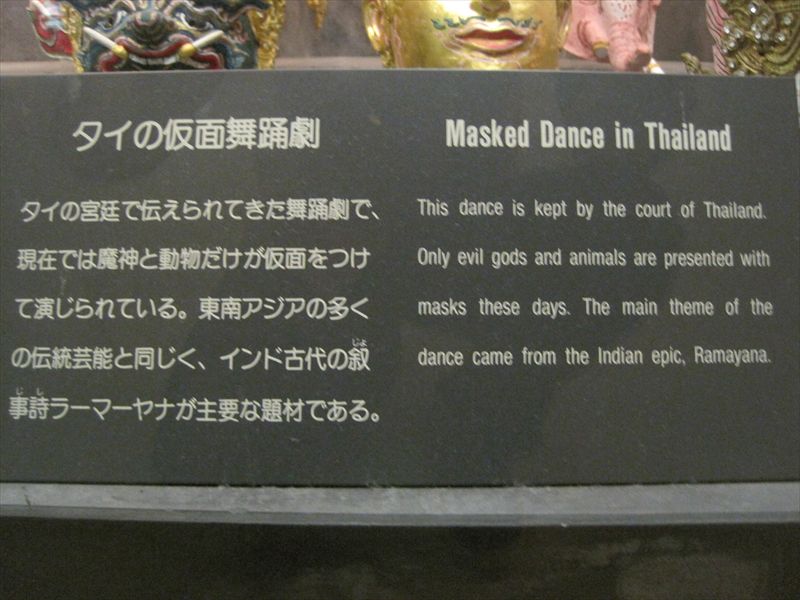 タイの仮面舞踊劇
タイの宮廷で伝えられてきた舞踊劇で、
現在では魔神と動物だけが仮面をつけ
て演じられている。東南アジアの多く
の伝統芸能と同じく、インド古代の叙
じょ
事詩ラーマーヤナが主要な題材である。
じし
Masked Dance in Thailand
This dance is kept by the court of Thailand.
Only evil gods and animals are presented with
masks these days. The main theme of the
dance came from the Indian epic, Ramayana.